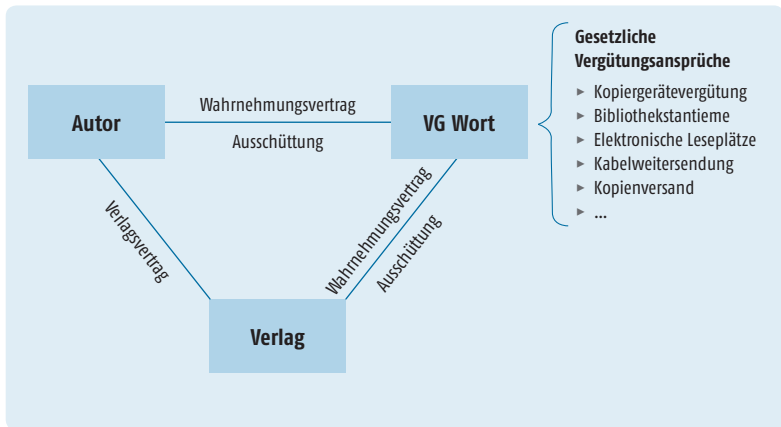 Gesetzliche
Vergütungsansprüche
► Kopiergerätevergütung
► Bibliothekstantieme
► Elektronische Leseplätze
► Kabelweitersendung
► Kopienversand
► ...
Autor
Wahrnehmungsvertrag
Ausschüttung
VG Wort
Verlagsvertrag
Wahrnehmungsvertrag
Ausschüttung
Verlag